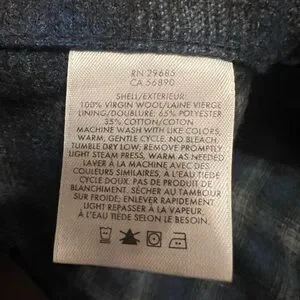 RN 29685
CA 56890
SHELL/EXTERIEUR:
100% VIRGIN WOOL/LAINE VIERGE
LINING/DOUBLURE: 65% POLYESTER
35% COTTON/COTON
MACHINE WASH WITH LIKE COLORS,
WARM, GENTLE CYCLE. NO BLEACH,
TUMBLE DRY LOW; REMOVE PROMPTLY
LIGHT STEAM PRESS, WARM AS NEEDED
LAVER À LA MACHINE AVEC DES
COULEURS SIMILAIRES, À L'EAU TIÉDE
CYCLE DOUX. PAS DE PRODUIT DE
BLANCHIMENT. SÉCHER AU TAMBOUR
SUR FROIDE; ENLEVER RAPIDEMENT
LIGHT REPASSER À LA VAPEUR,
À L'EAU TIÉDE SELON LE BESOIN.